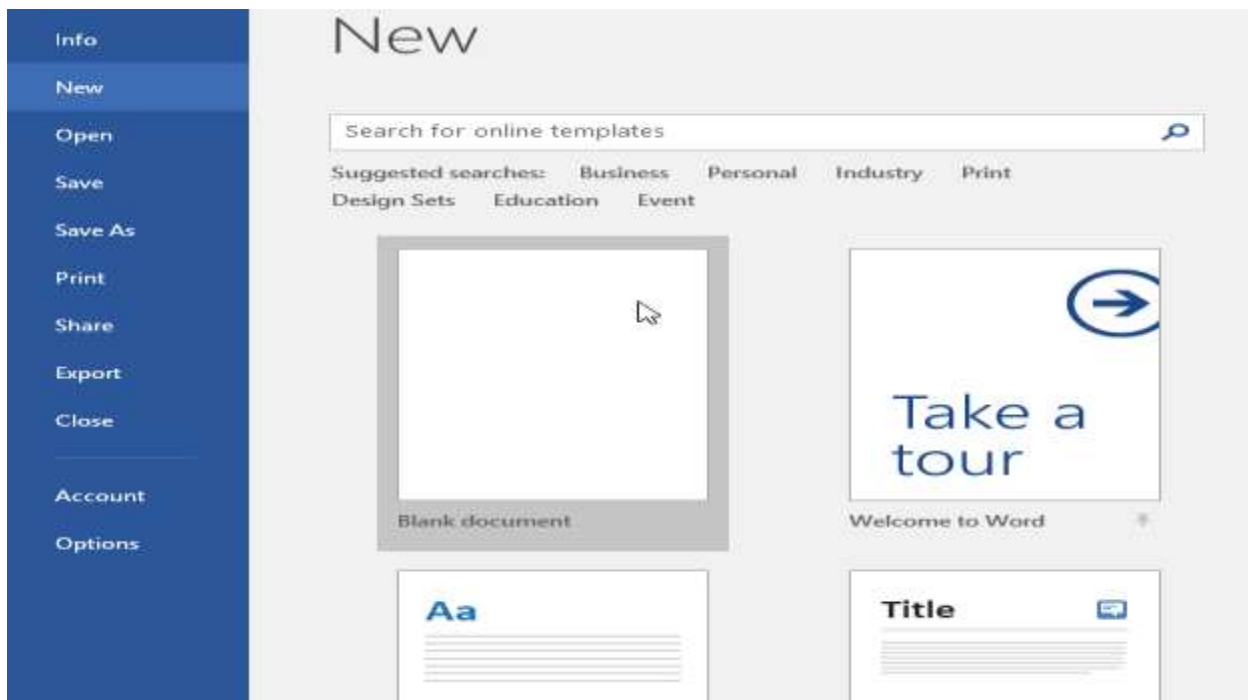 Info
New
Open
Save
Save As
Print
Share
Export
Close
Account
Options
New
Search for online templates
Suggested searches: Business Personal Industry Print
Design Sets Education Event
Take a
tour
Blank document
Welcome to Word
Aa
Title